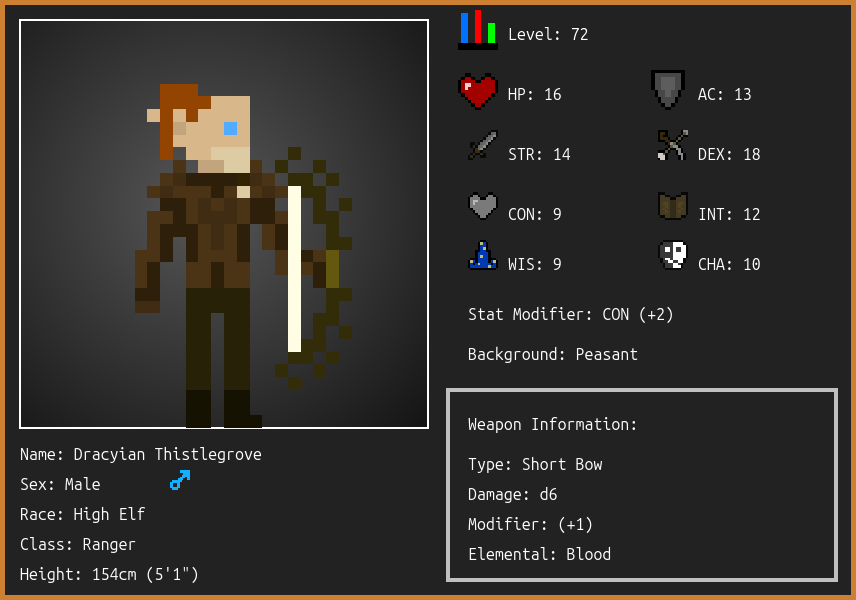 Level: 72
HP: 16
AC: 13
STR: 14
DEX: 18
CON: 9
INT: 12
WIS: 9
CHA: 10
Stat Modifier: CON (+2)
Background: Peasant
Weapon Information:
Type: Short Bow
Damage: d6
Modifier: (+1)
Elemental: Blood
Name: Dracyian Thistlegrove
Sex: Male
Race: High Elf
Class: Ranger
Height: 154cm (5'1")